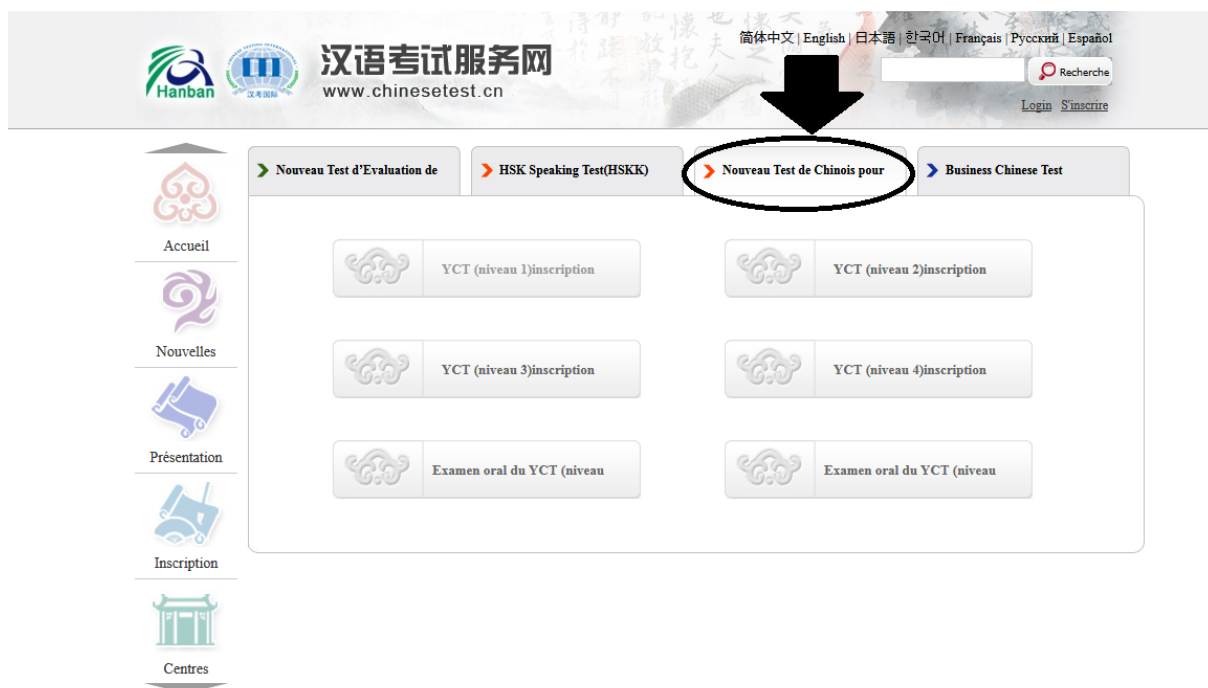 简体中文 | English | 日本語 | 한국어 | Français | Русский | Español
Hanban
汉考国际
汉语考试服务网
www.chinesetest.cn
Recherche
Login S'inscrire
Nouveau Test d'Evaluation de
HSK Speaking Test(HSKK)
Nouveau Test de Chinois pour
Business Chinese Test
Accueil
Nouvelles
Présentation
Inscription
Centres
YCT (niveau 1)inscription
YCT (niveau 2)inscription
YCT (niveau 3)inscription
YCT (niveau 4)inscription
Examen oral du YCT (niveau
Examen oral du YCT (niveau